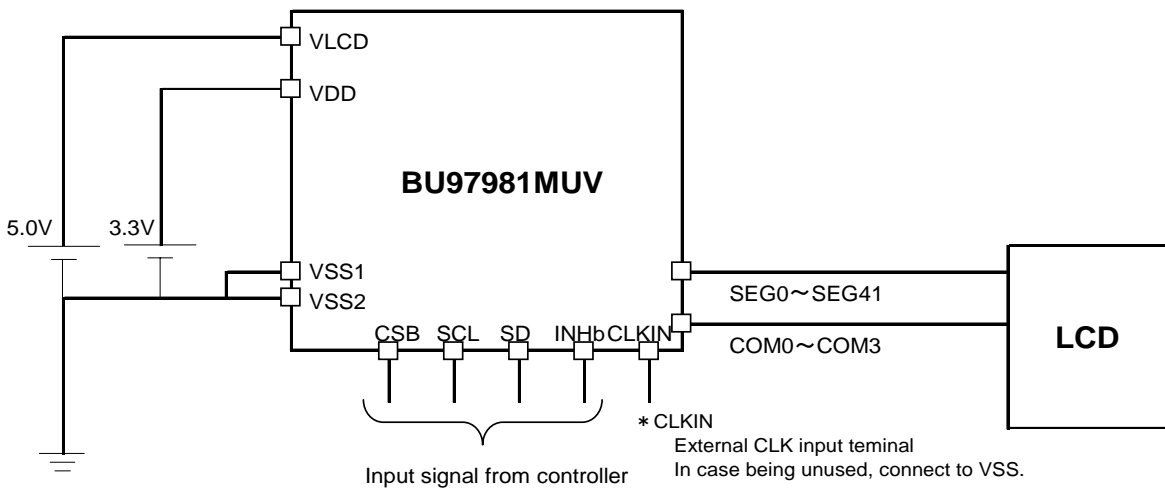 VLCD
VDD
BU97981MUV
5.0V
3.3V
VSS1
VSS2
CSB SCL SD INHb CLKIN
SEG0～SEG41
COM0～COM3
LCD
＊CLKIN
External CLK input teminal
In case being unused, connect to VSS.
Input signal from controller